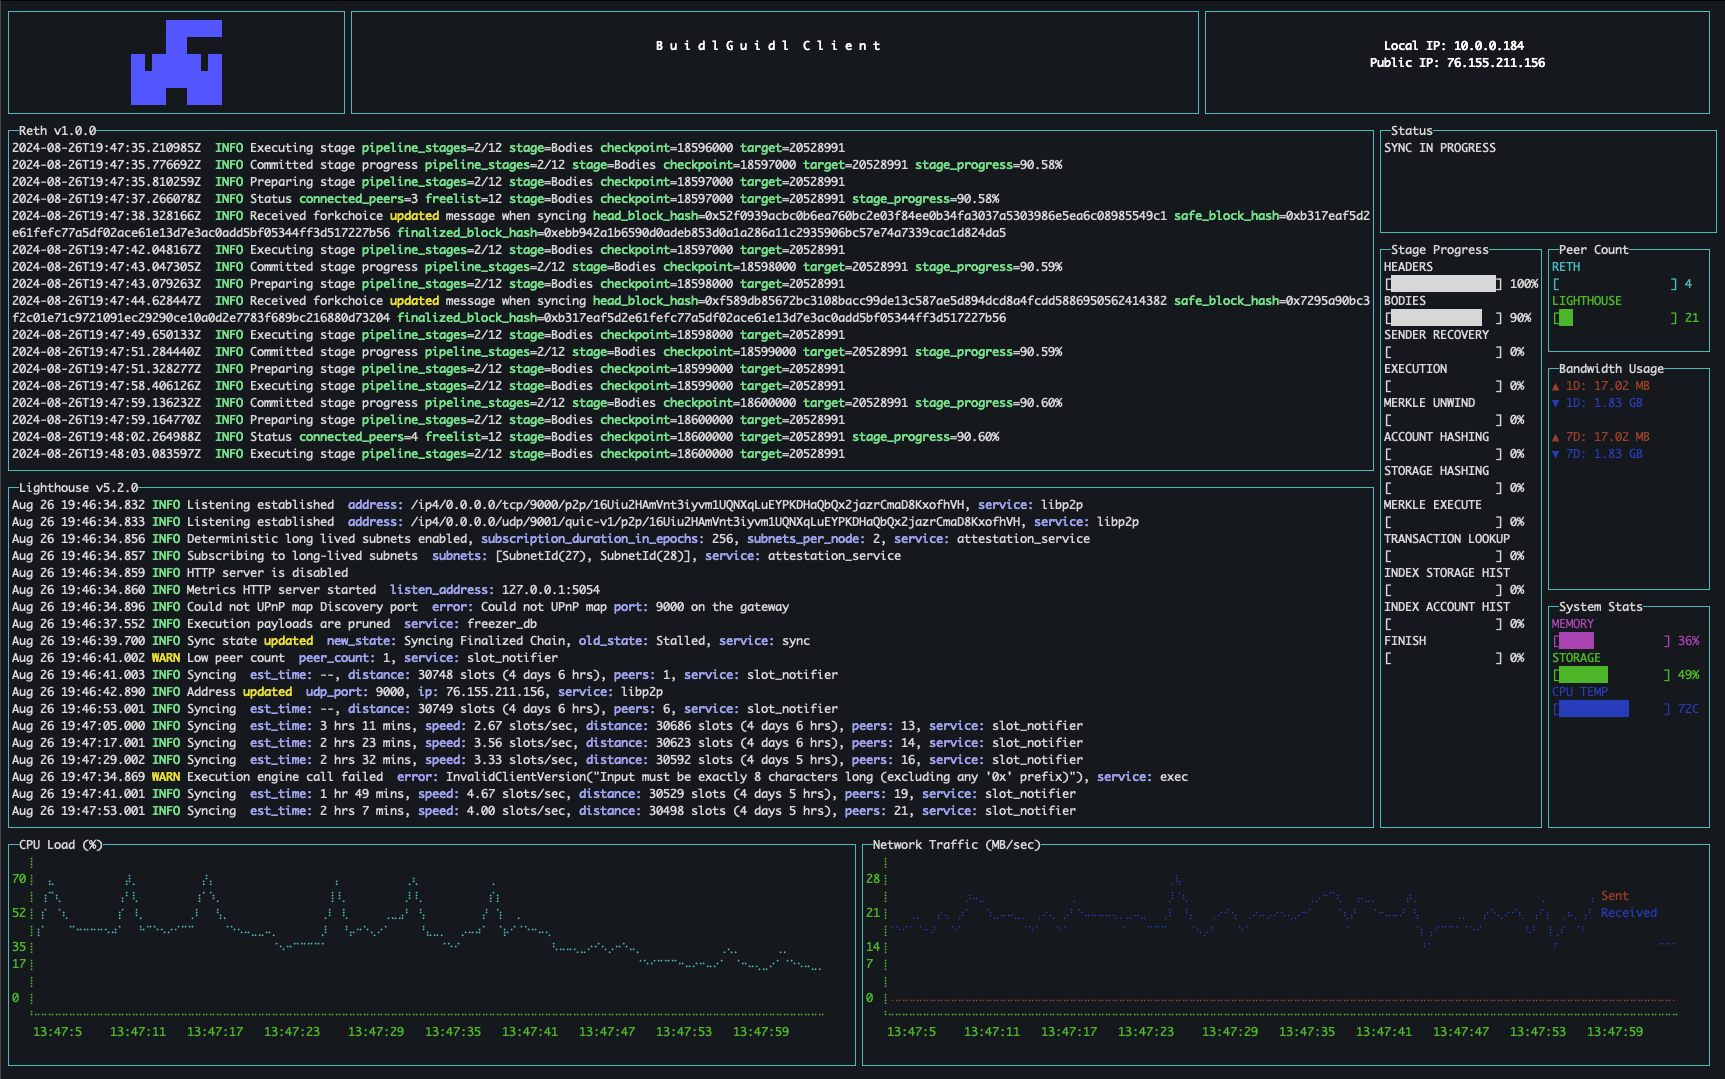 BuidlGuidl Client
Local IP: 10.0.0.184
Public IP: 76.155.211.156
Reth v1.0.0
2024-08-26T19:47:35.210985Z INFO Executing stage pipeline_stages=2/12 stage=Bodies checkpoint=18596000 target=20528991
2024-08-26T19:47:35.776692Z INFO Committed stage progress pipeline_stages=2/12 stage=Bodies checkpoint=18597000 target=20528991 stage_progress=90.58%
2024-08-26T19:47:35.810259Z INFO Preparing stage pipeline_stages=2/12 stage=Bodies checkpoint=18597000 target=20528991
2024-08-26T19:47:37.266078Z INFO Status connected_peers=3 freelist=12 stage=Bodies checkpoint=18597000 target=20528991 stage_progress=90.58%
2024-08-26T19:47:38.328166Z INFO Received forkchoice updated message when syncing head_block_hash=0x52f0939acbc0b6ea760bc2e03f84ee0b34fa3037a5303986e5ea6c08985549c1 safe_block_hash=0xb317eaf5d2
e61fefc77a5df02ace61e13d7e3ac0add5bf05344ff3d517227b56 finalized_block_hash=0xebb942a1b6590d0adeb853d0a1a286a11c2935906bc57e74a7339cac1d824da5
2024-08-26T19:47:42.048167Z INFO Executing stage pipeline_stages=2/12 stage=Bodies checkpoint=18597000 target=20528991
2024-08-26T19:47:43.047305Z INFO Committed stage progress pipeline_stages=2/12 stage=Bodies checkpoint=18598000 target=20528991 stage_progress=90.59%
2024-08-26T19:47:43.079263Z INFO Preparing stage pipeline_stages=2/12 stage=Bodies checkpoint=18598000 target=20528991
2024-08-26T19:47:44.628447Z INFO Received forkchoice updated message when syncing head_block_hash=0xf589db85672bc3108bacc99de13c587ae5d894dcd8a4fcdd5886950562414382 safe_block_hash=0x7295a90bc3
f2c01e71c9721091ec29290ce10a0d2e7783f689bc216880d73204 finalized_block_hash=0xb317eaf5d2e61fefc77a5df02ace61e13d7e3ac0add5bf05344ff3d517227b56
2024-08-26T19:47:49.650133Z INFO Executing stage pipeline_stages=2/12 stage=Bodies checkpoint=18598000 target=20528991
2024-08-26T19:47:51.284440Z INFO Committed stage progress pipeline_stages=2/12 stage=Bodies checkpoint=18599000 target=20528991 stage_progress=90.59%
2024-08-26T19:47:51.328277Z INFO Preparing stage pipeline_stages=2/12 stage=Bodies checkpoint=18599000 target=20528991
2024-08-26T19:47:58.406126Z INFO Executing stage pipeline_stages=2/12 stage=Bodies checkpoint=18599000 target=20528991
2024-08-26T19:47:59.136232Z INFO Committed stage progress pipeline_stages=2/12 stage=Bodies checkpoint=18600000 target=20528991 stage_progress=90.60%
2024-08-26T19:47:59.164770Z INFO Preparing stage pipeline_stages=2/12 stage=Bodies checkpoint=18600000 target=20528991
2024-08-26T19:48:02.264988Z INFO Status connected_peers=4 freelist=12 stage=Bodies checkpoint=18600000 target=20528991 stage_progress=90.60%
2024-08-26T19:48:03.083597Z INFO Executing stage pipeline_stages=2/12 stage=Bodies checkpoint=18600000 target=20528991
Status
SYNC IN PROGRESS
Stage Progress
HEADERS
[ ] 100%
BODIES
[ ] 90%
SENDER RECOVERY
[ ] 0%
EXECUTION
[ ] 0%
MERKLE UNWIND
[ ] 0%
ACCOUNT HASHING
[ ] 0%
STORAGE HASHING
[ ] 0%
MERKLE EXECUTE
[ ] 0%
TRANSACTION LOOKUP
[ ] 0%
INDEX STORAGE HIST
[ ] 0%
INDEX ACCOUNT HIST
[ ] 0%
FINISH
[ ] 0%
Peer Count
RETH
[ ] 4
LIGHTHOUSE
[ ] 21
Bandwidth Usage
▲ 1D: 17.02 MB
▼ 1D: 1.83 GB
▲ 7D: 17.02 MB
▼ 7D: 1.83 GB
System Stats
MEMORY
[ ] 36%
STORAGE
[ ] 49%
CPU TEMP
[ ] 72C
Lighthouse v5.2.0
Aug 26 19:46:34.832 INFO Listening established address: /ip4/0.0.0.0/tcp/9000/p2p/16Uiu2HAmVnt3iyvm1UQNXqLuEYPKDHaQbQx2jazrCmaD8KxofhVH, service: libp2p
Aug 26 19:46:34.833 INFO Listening established address: /ip4/0.0.0.0/udp/9001/quic-v1/p2p/16Uiu2HAmVnt3iyvm1UQNXqLuEYPKDHaQbQx2jazrCmaD8KxofhVH, service: libp2p
Aug 26 19:46:34.856 INFO Deterministic long lived subnets enabled, subscription_duration_in_epochs: 256, subnets_per_node: 2, service: attestation_service
Aug 26 19:46:34.857 INFO Subscribing to long-lived subnets subnets: [SubnetId(27), SubnetId(28)], service: attestation_service
Aug 26 19:46:34.859 INFO HTTP server is disabled
Aug 26 19:46:34.860 INFO Metrics HTTP server started listen_address: 127.0.0.1:5054
Aug 26 19:46:34.896 INFO Could not UPnP map Discovery port error: Could not UPnP map port: 9000 on the gateway
Aug 26 19:46:37.552 INFO Execution payloads are pruned service: freezer_db
Aug 26 19:46:39.700 INFO Sync state updated new_state: Syncing Finalized Chain, old_state: Stalled, service: sync
Aug 26 19:46:41.002 WARN Low peer count peer_count: 1, service: slot_notifier
Aug 26 19:46:41.003 INFO Syncing est_time: --, distance: 30748 slots (4 days 6 hrs), peers: 1, service: slot_notifier
Aug 26 19:46:42.890 INFO Address updated udp_port: 9000, ip: 76.155.211.156, service: libp2p
Aug 26 19:46:53.001 INFO Syncing est_time: --, distance: 30749 slots (4 days 6 hrs), peers: 6, service: slot_notifier
Aug 26 19:47:05.000 INFO Syncing est_time: 3 hrs 11 mins, speed: 2.67 slots/sec, distance: 30686 slots (4 days 6 hrs), peers: 13, service: slot_notifier
Aug 26 19:47:17.001 INFO Syncing est_time: 2 hrs 23 mins, speed: 3.56 slots/sec, distance: 30623 slots (4 days 6 hrs), peers: 14, service: slot_notifier
Aug 26 19:47:29.002 INFO Syncing est_time: 2 hrs 32 mins, speed: 3.33 slots/sec, distance: 30592 slots (4 days 5 hrs), peers: 16, service: slot_notifier
Aug 26 19:47:34.869 WARN Execution engine call failed error: InvalidClientVersion("Input must be exactly 8 characters long (excluding any '0x' prefix)"), service: exec
Aug 26 19:47:41.001 INFO Syncing est_time: 1 hr 49 mins, speed: 4.67 slots/sec, distance: 30529 slots (4 days 5 hrs), peers: 19, service: slot_notifier
Aug 26 19:47:53.001 INFO Syncing est_time: 2 hrs 7 mins, speed: 4.00 slots/sec, distance: 30498 slots (4 days 5 hrs), peers: 21, service: slot_notifier
CPU Load (%)
70
52
35
17
0
13:47:5 13:47:11 13:47:17 13:47:23 13:47:29 13:47:35 13:47:41 13:47:47 13:47:53 13:47:59
Network Traffic (MB/sec)
28
21
14
7
0
Sent
Received
13:47:5 13:47:11 13:47:17 13:47:23 13:47:29 13:47:35 13:47:41 13:47:47 13:47:53 13:47:59